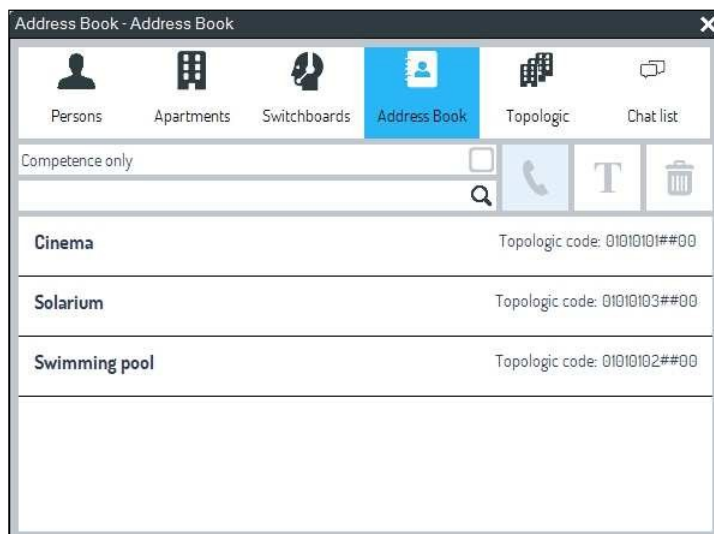 Address Book - Address Book
Persons Apartments Switchboards Address Book Topologic Chat list
Competence only
T
Cinema Topologic code: 01010101##00
Solarium Topologic code: 01010103##00
Swimming pool Topologic code: 01010102##00